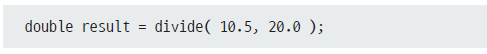 double result = divide( 10.5, 20.0 );